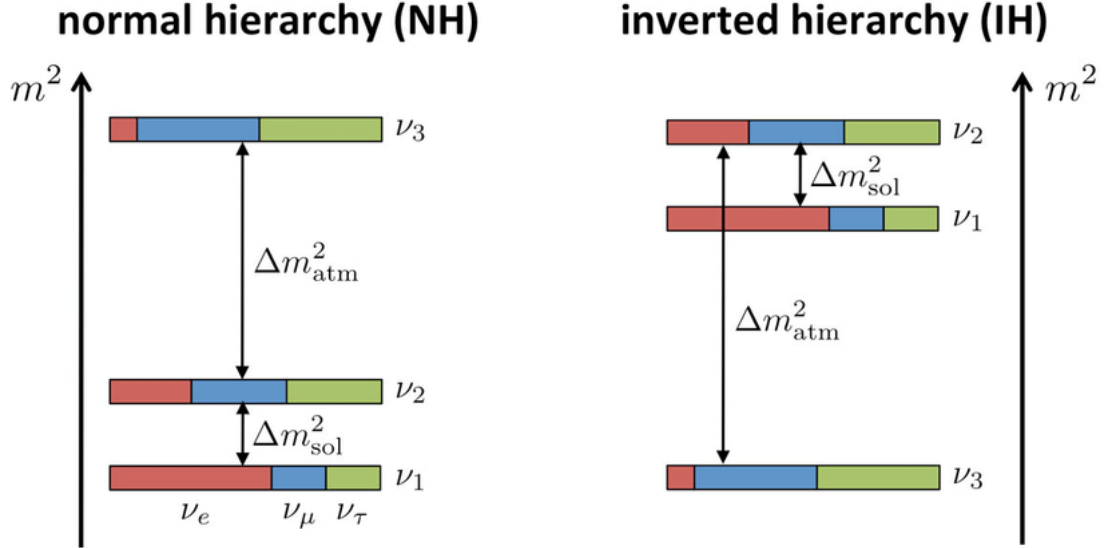 normal hierarchy (NH)
m²
ν₃
Δm²atm
ν₂
Δm²sol
ν₁
νe νμ ντ
inverted hierarchy (IH)
m²
ν₂
Δm²sol
ν₁
Δm²atm
ν₃